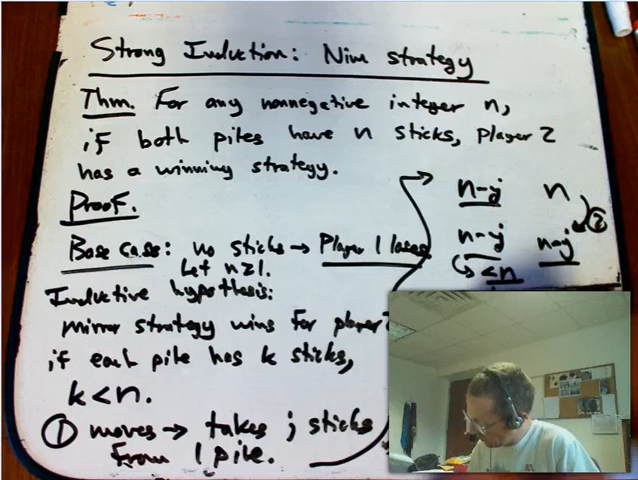 Strong Induction: Nim strategy
Thm. For any nonnegative integer n,
if both piles have n sticks, Player 2
has a winning strategy.
Proof.
Base case: no sticks → Player 1 loses
Let n≥1.
Inductive hypothesis:
mirror strategy wins for player
if each pile has k sticks,
k<n.
① moves → takes j sticks
from 1 pile.
n-j n
②
n-j n-j
<n